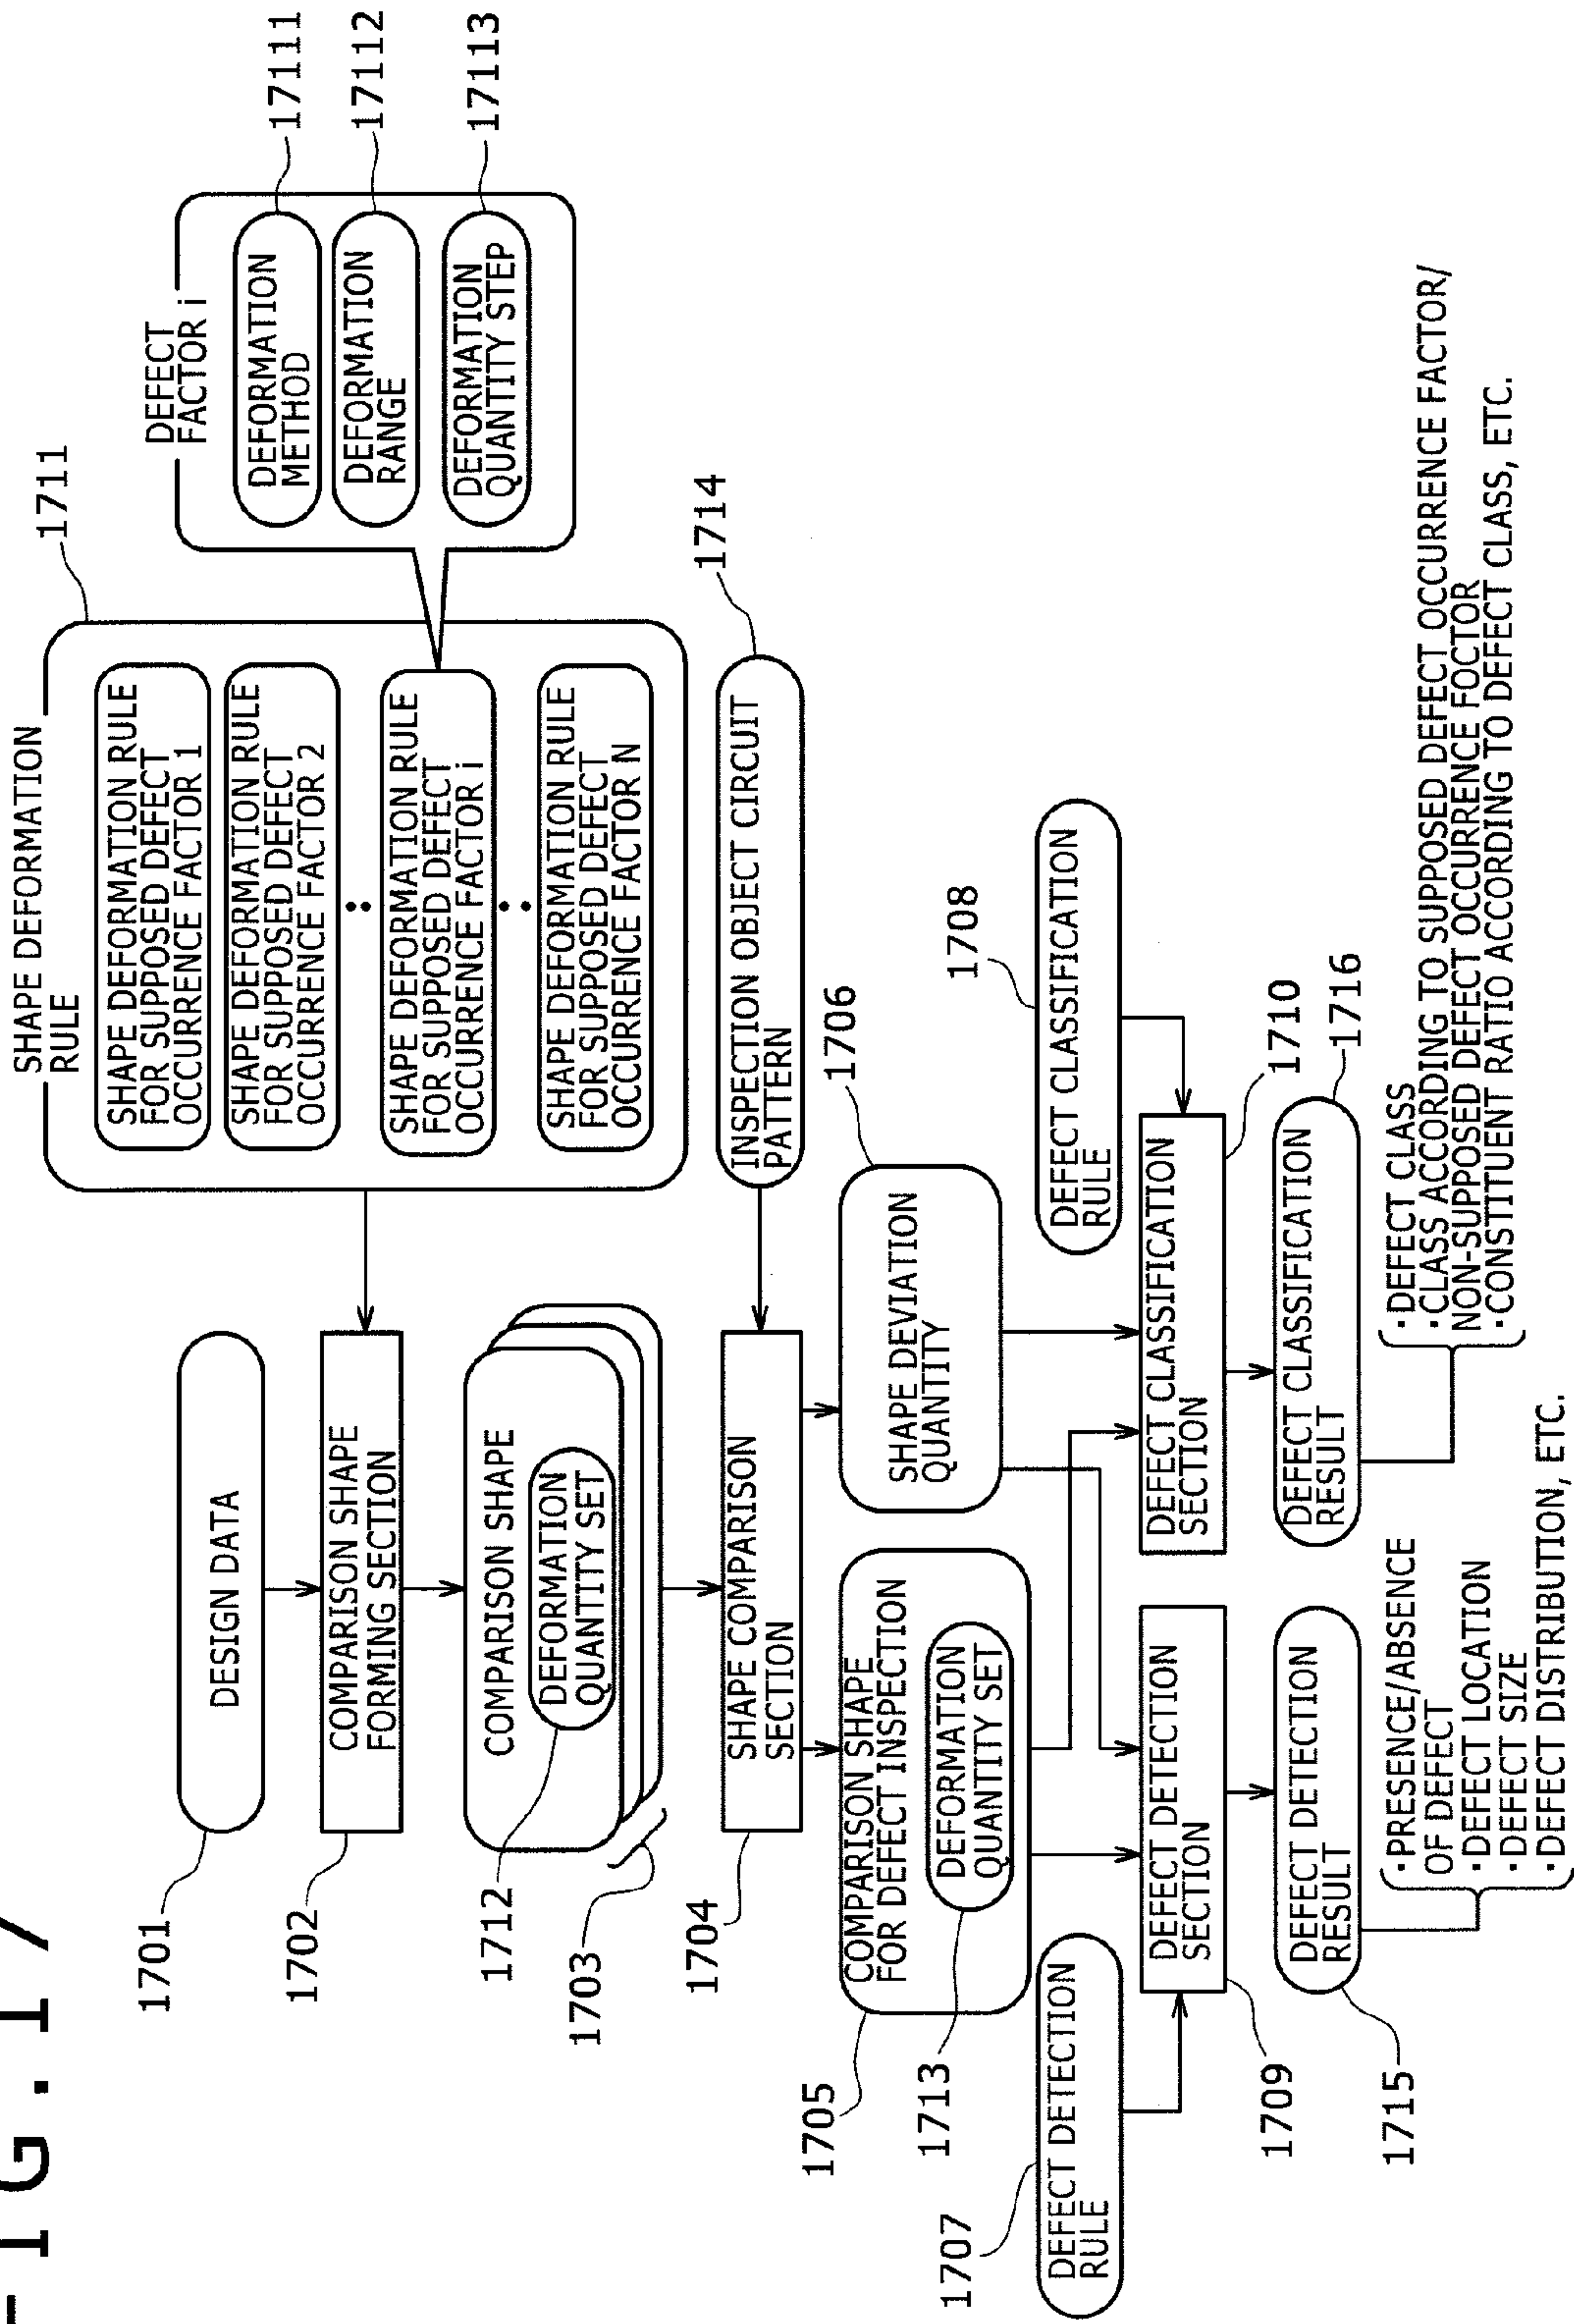 FIG.17
SHAPE DEFORMATION
RULE
1711
SHAPE DEFORMATION RULE
FOR SUPPOSED DEFECT
OCCURRENCE FACTOR 1
SHAPE DEFORMATION RULE
FOR SUPPOSED DEFECT
OCCURRENCE FACTOR 2
SHAPE DEFORMATION RULE
FOR SUPPOSED DEFECT
OCCURRENCE FACTOR i
SHAPE DEFORMATION RULE
FOR SUPPOSED DEFECT
OCCURRENCE FACTOR N
DEFECT
FACTOR i
DEFORMATION
METHOD
17111
DEFORMATION
RANGE
17112
DEFORMATION
QUANTITY STEP
17113
1701
DESIGN DATA
1702
COMPARISON SHAPE
FORMING SECTION
COMPARISON SHAPE
1712
DEFORMATION
QUANTITY SET
1703
1704
SHAPE COMPARISON
SECTION
INSPECTION OBJECT CIRCUIT
PATTERN
1714
1705
COMPARISON SHAPE
FOR DEFECT INSPECTION
1713
DEFORMATION
QUANTITY SET
SHAPE DEVIATION
QUANTITY
1706
1707
DEFECT DETECTION
RULE
DEFECT CLASSIFICATION
RULE
1708
1709
DEFECT DETECTION
SECTION
DEFECT CLASSIFICATION
SECTION
1710
1715
DEFECT DETECTION
RESULT
DEFECT CLASSIFICATION
RESULT
1716
・PRESENCE/ABSENCE
OF DEFECT
・DEFECT LOCATION
・DEFECT SIZE
・DEFECT DISTRIBUTION, ETC.
・DEFECT CLASS
・CLASS ACCORDING TO SUPPOSED DEFECT OCCURRENCE FACTOR/
NON-SUPPOSED DEFECT OCCURRENCE FOCTOR
・CONSTITUENT RATIO ACCORDING TO DEFECT CLASS, ETC.